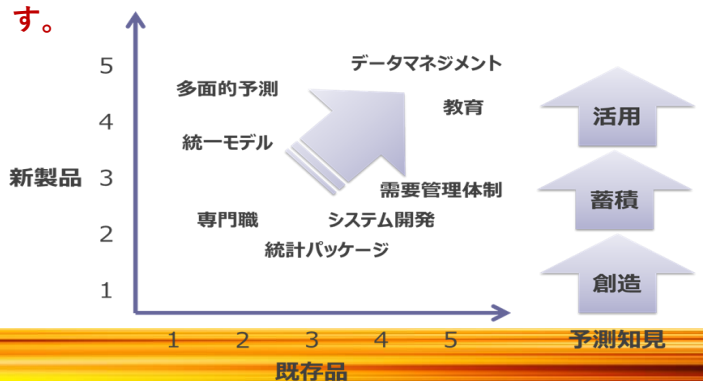 す。
5
データマネジメント
多面的予測
教育
4
活用
統一モデル
新製品
3
需要管理体制
蓄積
専門職
システム開発
2
統計パッケージ
1
創造
1 2 3 4 5
予測知見
既存品